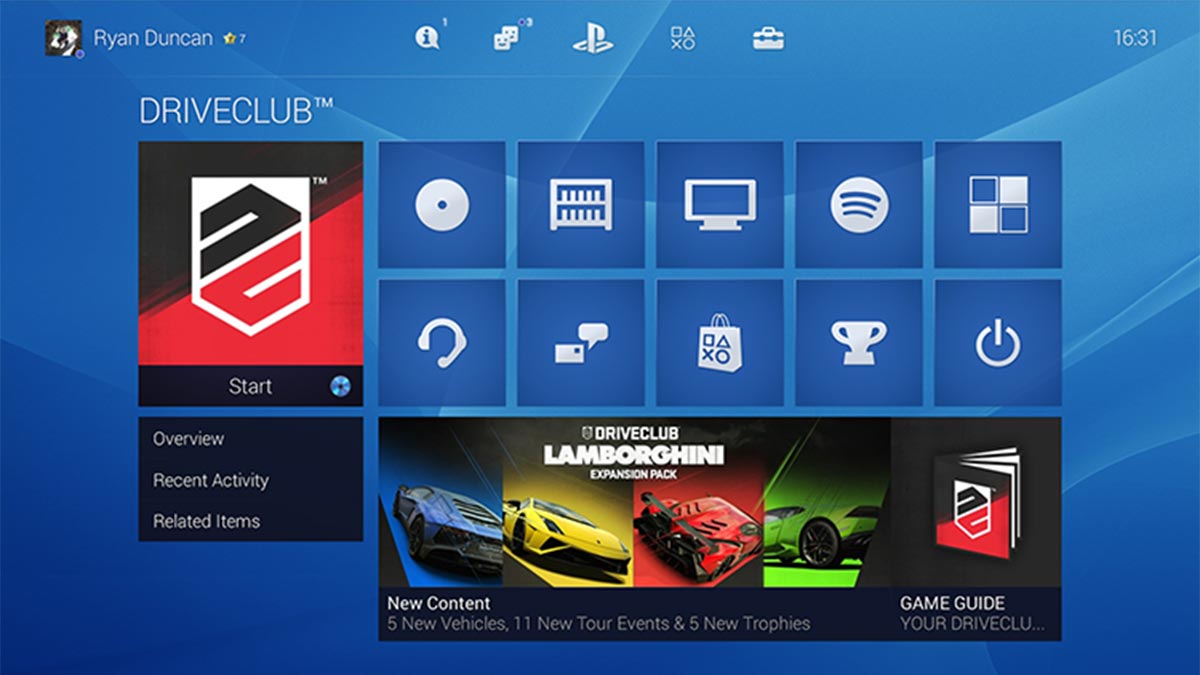 Ryan Duncan 7
1
3
16:31
DRIVECLUB™
TM
Start
Overview
Recent Activity
Related Items
DRIVECLUB
LAMBORGHINI
EXPANSION PACK
New Content
5 New Vehicles, 11 New Tour Events & 5 New Trophies
GAME GUIDE
YOUR DRIVECLU...